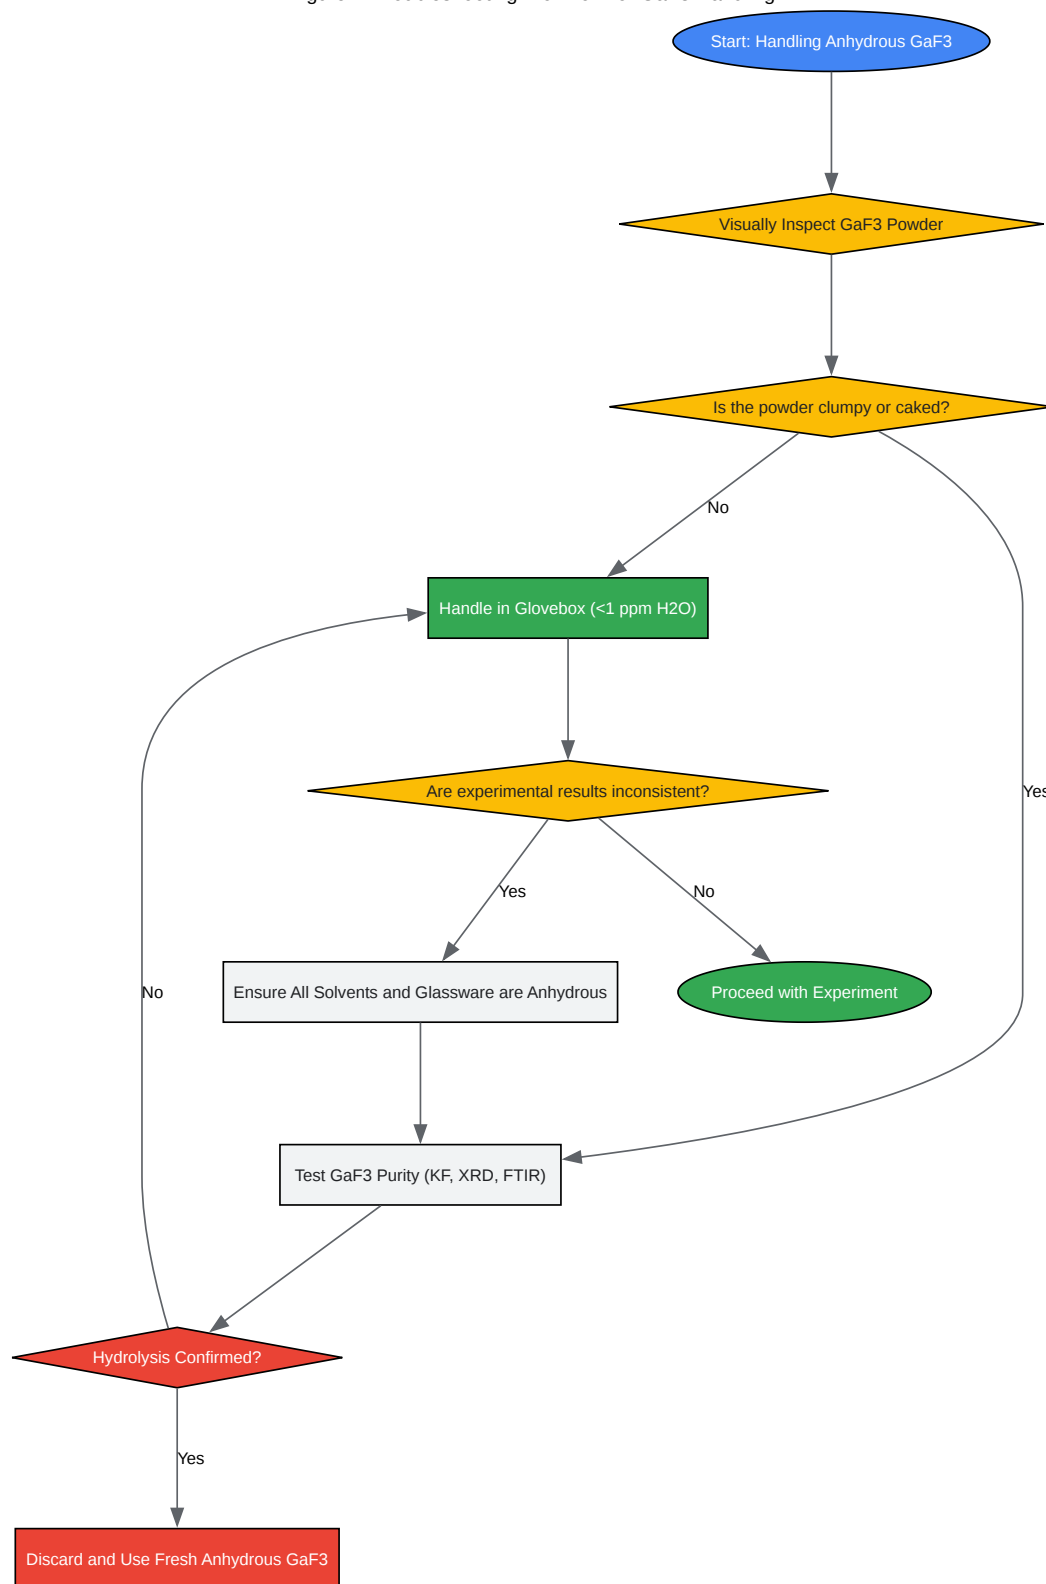 Start: Handling Anhydrous GaF3
Visually Inspect GaF3 Powder
Is the powder clumpy or caked?
No
Handle in Glovebox (<1 ppm H2O)
Are experimental results inconsistent?
Yes
Yes
No
No
Ensure All Solvents and Glassware are Anhydrous
Proceed with Experiment
Test GaF3 Purity (KF, XRD, FTIR)
Hydrolysis Confirmed?
Yes
Discard and Use Fresh Anhydrous GaF3